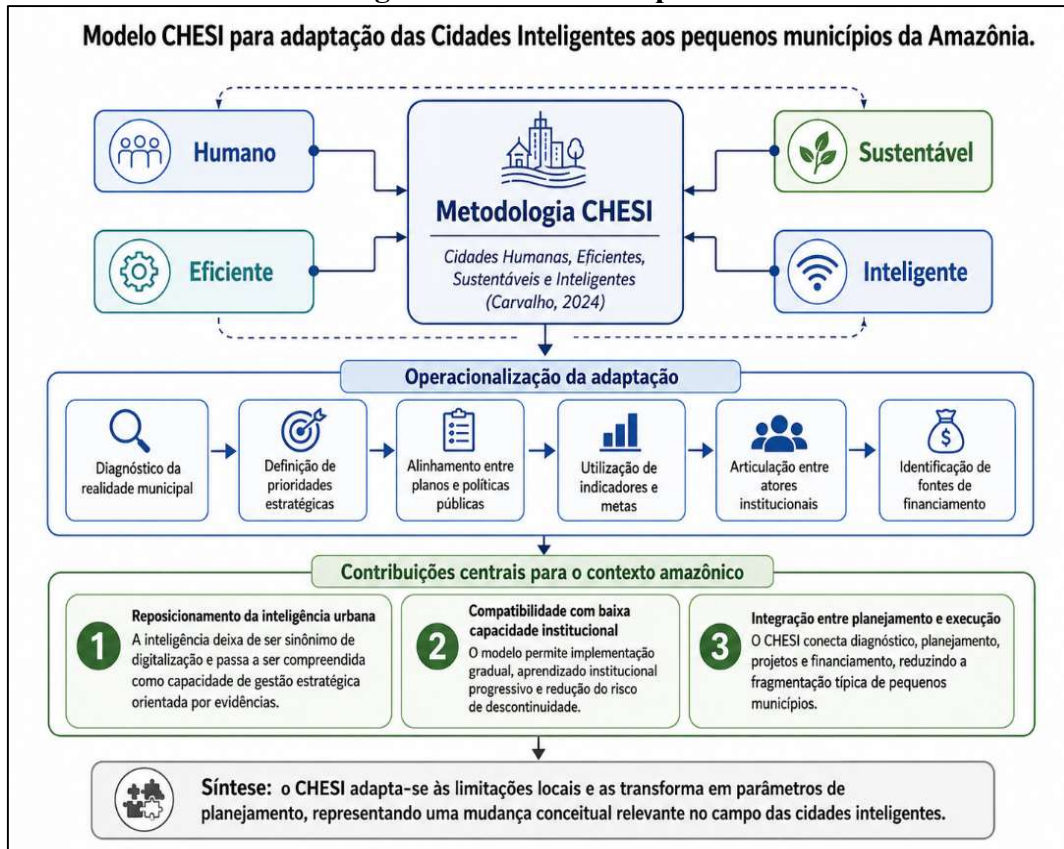 Modelo CHESI para adaptação das Cidades Inteligentes aos pequenos municípios da Amazônia.
Humano
Eficiente
Metodologia CHESI
Cidades Humanas, Eficientes,
Sustentáveis e Inteligentes
(Carvalho, 2024)
Sustentável
Inteligente
Operacionalização da adaptação
Diagnóstico da
realidade municipal
Definição de
prioridades
estratégicas
Alinhamento entre
planos e políticas
públicas
Utilização de
indicadores e
metas
Articulação entre
atores
institucionais
$
Identificação de
fontes de
financiamento
Contribuições centrais para o contexto amazônico
1
Reposicionamento da inteligência urbana
A inteligência deixa de ser sinônimo de
digitalização e passa a ser compreendida
como capacidade de gestão estratégica
orientada por evidências.
2
Compatibilidade com baixa
capacidade institucional
O modelo permite implementação
gradual, aprendizado institucional
progressivo e redução do risco
de descontinuidade.
3
Integração entre planejamento e execução
O CHESI conecta diagnóstico, planejamento,
projetos e financiamento, reduzindo a
fragmentação típica de pequenos
municípios.
Síntese: o CHESI adapta-se às limitações locais e as transforma em parâmetros de
planejamento, representando uma mudança conceitual relevante no campo das cidades inteligentes.